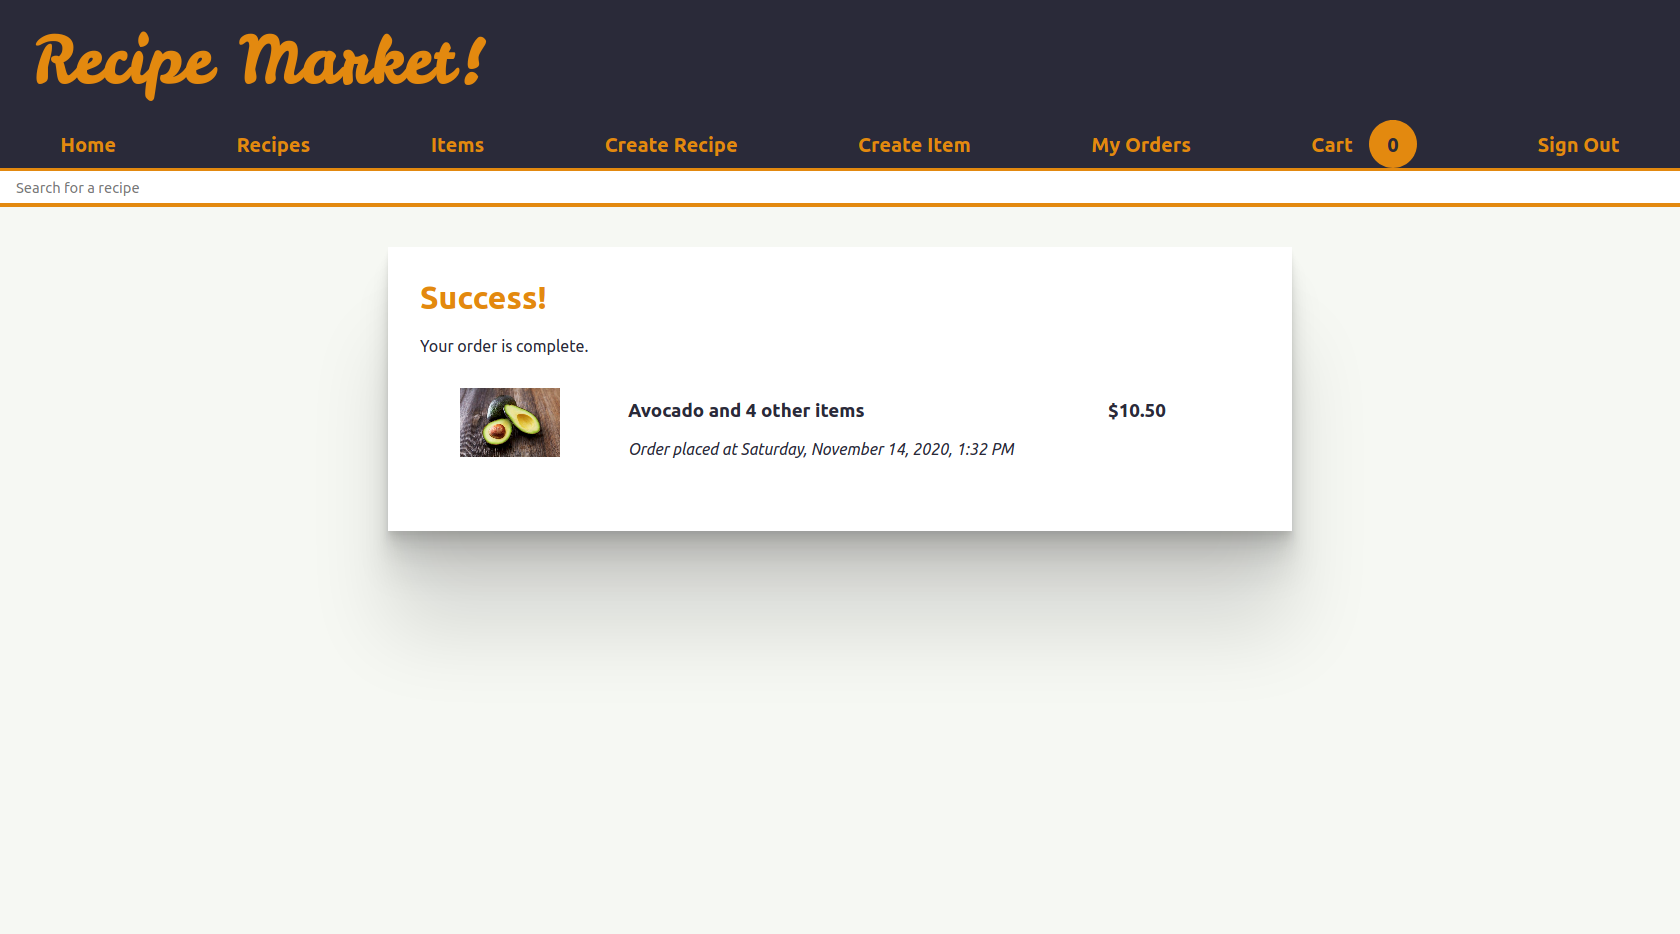 Recipe Market!
Home Recipes Items Create Recipe Create Item My Orders Cart 0 Sign Out
Search for a recipe
Success!
Your order is complete.
Avocado and 4 other items $10.50
Order placed at Saturday, November 14, 2020, 1:32 PM